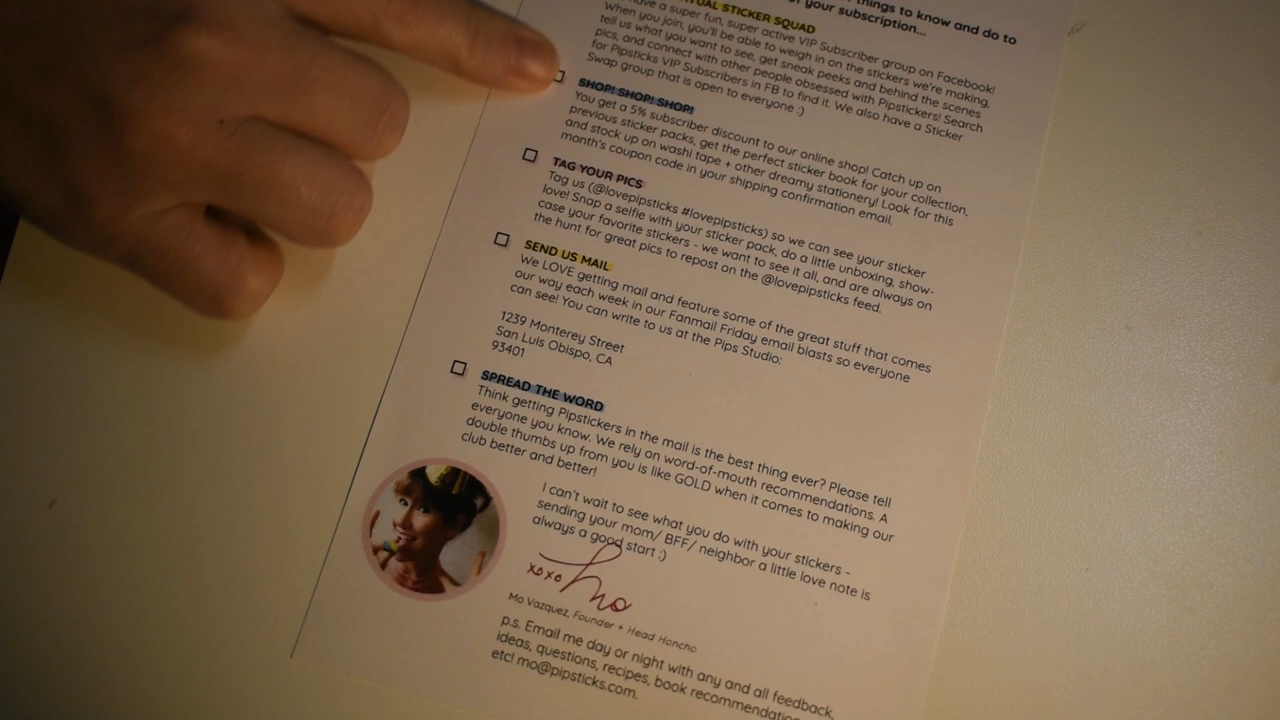 things to know and do to
of your subscription...
VIRTUAL STICKER SQUAD
have a super fun, super active VIP Subscriber group on Facebook!
When you join, you'll be able to weigh in on the stickers we're making,
tell us what you want to see, get sneak peeks and behind the scenes
pics, and connect with other people obsessed with Pipstickers! Search
for Pipsticks VIP Subscribers in FB to find it. We also have a Sticker
Swap group that is open to everyone :)
SHOP! SHOP! SHOP!
You get a 5% subscriber discount to our online shop! Catch up on
previous sticker packs, get the perfect sticker book for your collection,
and stock up on washi tape + other dreamy stationery! Look for this
month's coupon code in your shipping confirmation email.
TAG YOUR PICS
Tag us (@lovepipsticks #lovepipsticks) so we can see your sticker
love! Snap a selfie with your sticker pack, do a little unboxing, show-
case your favorite stickers - we want to see it all, and are always on
the hunt for great pics to repost on the @lovepipsticks feed.
SEND US MAIL
We LOVE getting mail and feature some of the great stuff that comes
our way each week in our Fanmail Friday email blasts so everyone
can see! You can write to us at the Pips Studio:
1239 Monterey Street
San Luis Obispo, CA
93401
SPREAD THE WORD
Think getting Pipstickers in the mail is the best thing ever? Please tell
everyone you know. We rely on word-of-mouth recommendations. A
double thumbs up from you is like GOLD when it comes to making our
club better and better!
I can't wait to see what you do with your stickers -
sending your mom/ BFF/ neighbor a little love note is
always a good start :)
xoxo Mo
Mo Vazquez, Founder + Head Honcho
p.s. Email me day or night with any and all feedback,
ideas, questions, recipes, book recommendations
etc! mo@pipsticks.com.